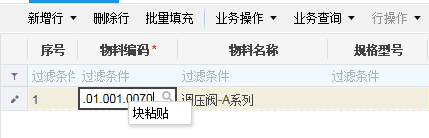 新增行 删除行 批量填充 业务操作 业务查询 行操作
序号 物料编码* 物料名称 规格型号
过滤条件 过滤条件 过滤条件 过滤条件
1 .01.001.0070 调压阀-A系列
块粘贴